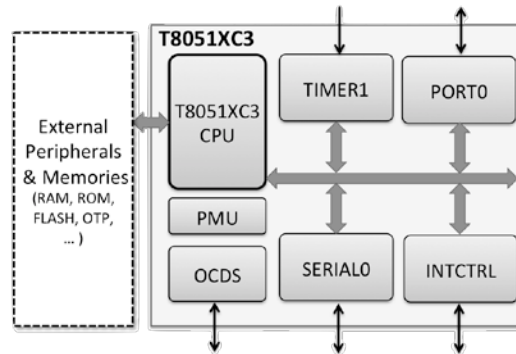 T8051XC3
External
Peripherals
& Memories
(RAM, ROM,
FLASH, OTP,
... )
T8051XC3
CPU
TIMER1
PORT0
PMU
OCDS
SERIAL0
INTCTRL